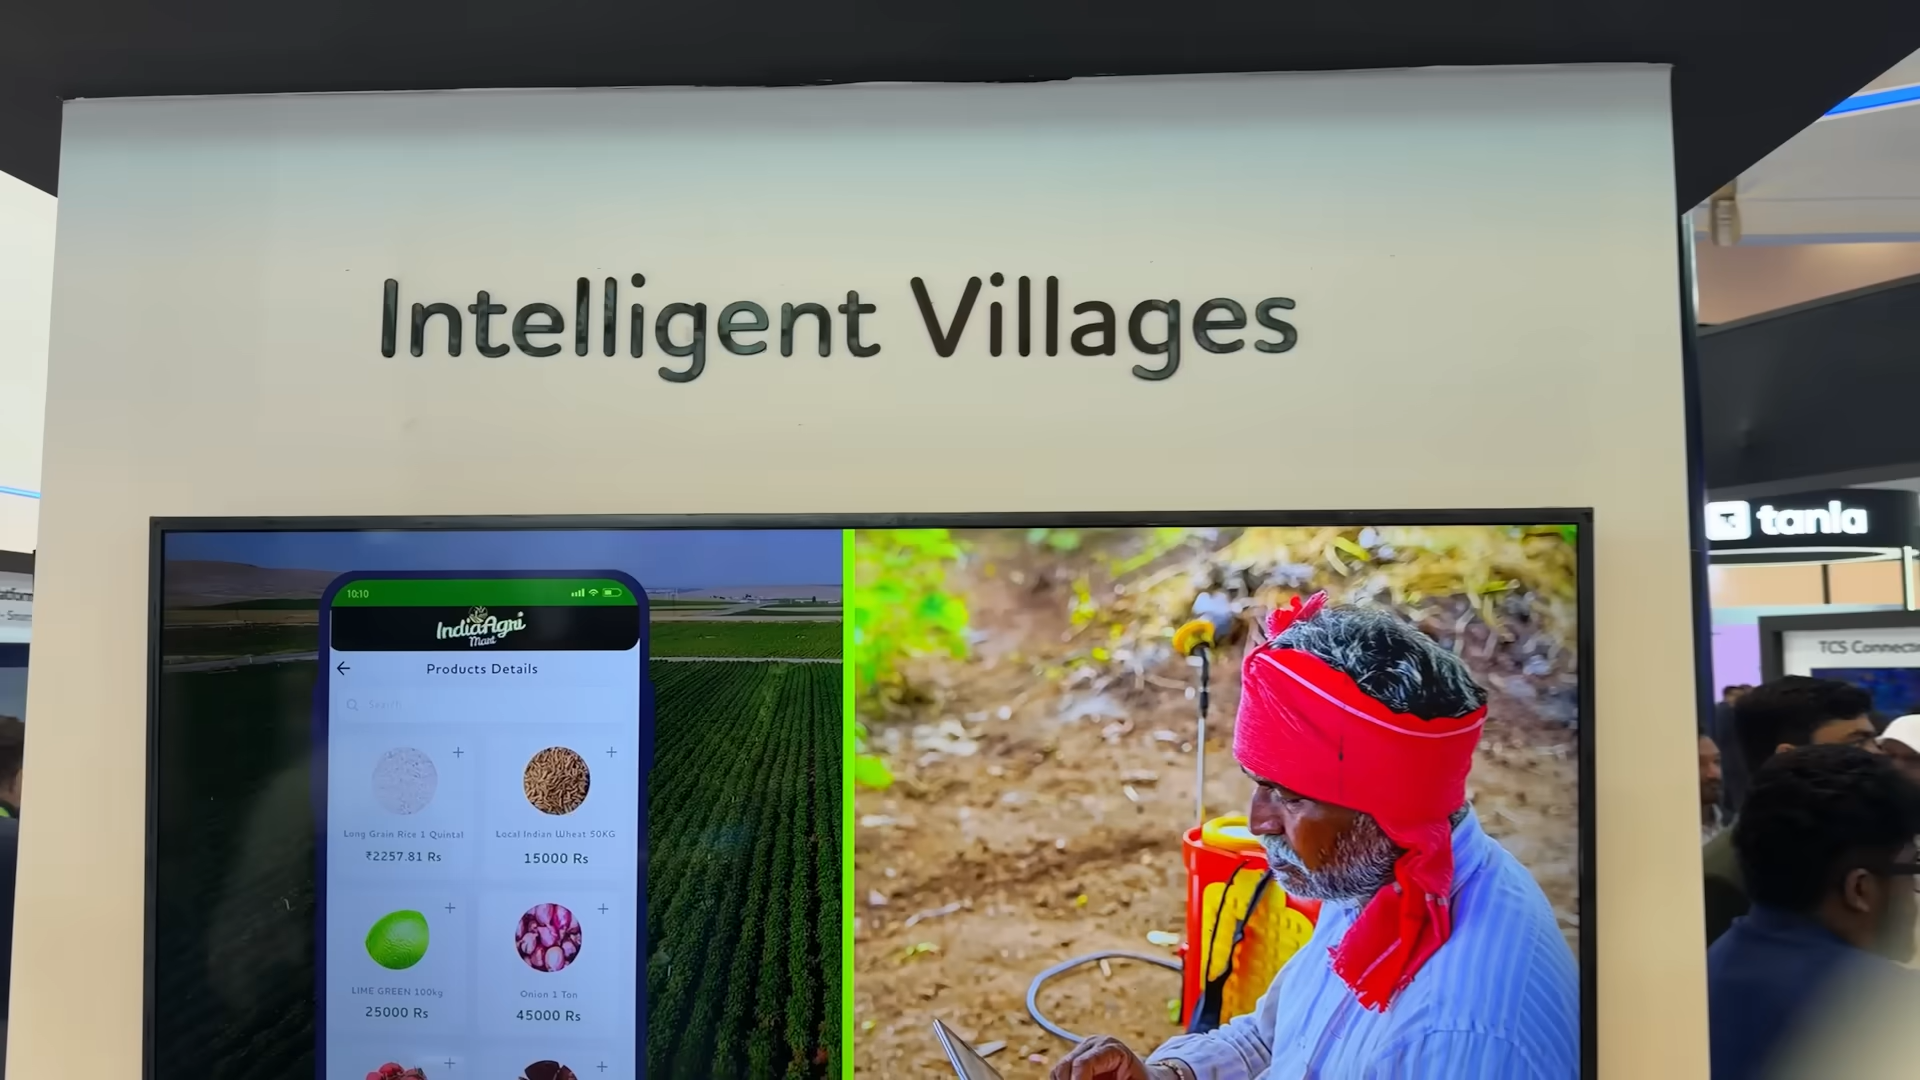 Intelligent Villages
tanla
TCS Connect
10:10
IndiaAgri
Mart
Products Details
Search
Long Grain Rice 1 Quintal
₹2257.81 Rs
Local Indian Wheat 50KG
15000 Rs
LIME GREEN 100kg
25000 Rs
Onion 1 Ton
45000 Rs